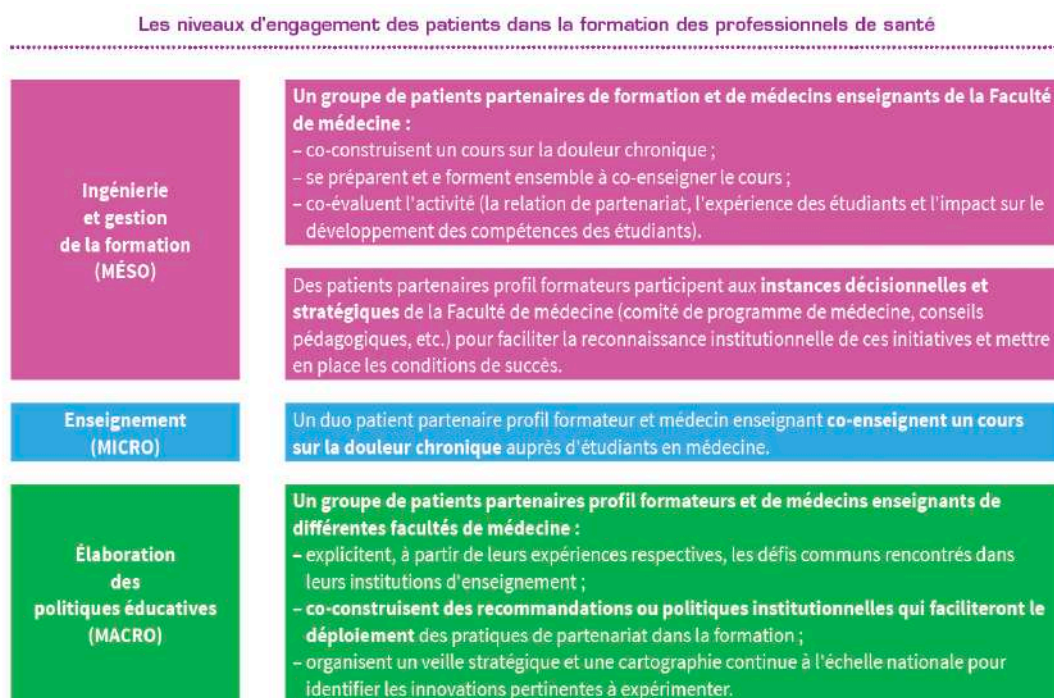 Les niveaux d'engagement des patients dans la formation des professionnels de santé
Ingénierie
et gestion
de la formation
(MÉSO)
Un groupe de patients partenaires de formation et de médecins enseignants de la Faculté
de médecine :
– co-construisent un cours sur la douleur chronique ;
– se préparent et e forment ensemble à co-enseigner le cours ;
– co-évaluent l'activité (la relation de partenariat, l'expérience des étudiants et l'impact sur le
développement des compétences des étudiants).
Des patients partenaires profil formateurs participent aux instances décisionnelles et
stratégiques de la Faculté de médecine (comité de programme de médecine, conseils
pédagogiques, etc.) pour faciliter la reconnaissance institutionnelle de ces initiatives et mettre
en place les conditions de succès.
Enseignement
(MICRO)
Un duo patient partenaire profil formateur et médecin enseignant co-enseignent un cours
sur la douleur chronique auprès d'étudiants en médecine.
Élaboration
des
politiques éducatives
(MACRO)
Un groupe de patients partenaires profil formateurs et de médecins enseignants de
différentes facultés de médecine :
– explicitent, à partir de leurs expériences respectives, les défis communs rencontrés dans
leurs institutions d'enseignement ;
– co-construisent des recommandations ou politiques institutionnelles qui faciliteront le
déploiement des pratiques de partenariat dans la formation ;
– organisent un veille stratégique et une cartographie continue à l'échelle nationale pour
identifier les innovations pertinentes à expérimenter.